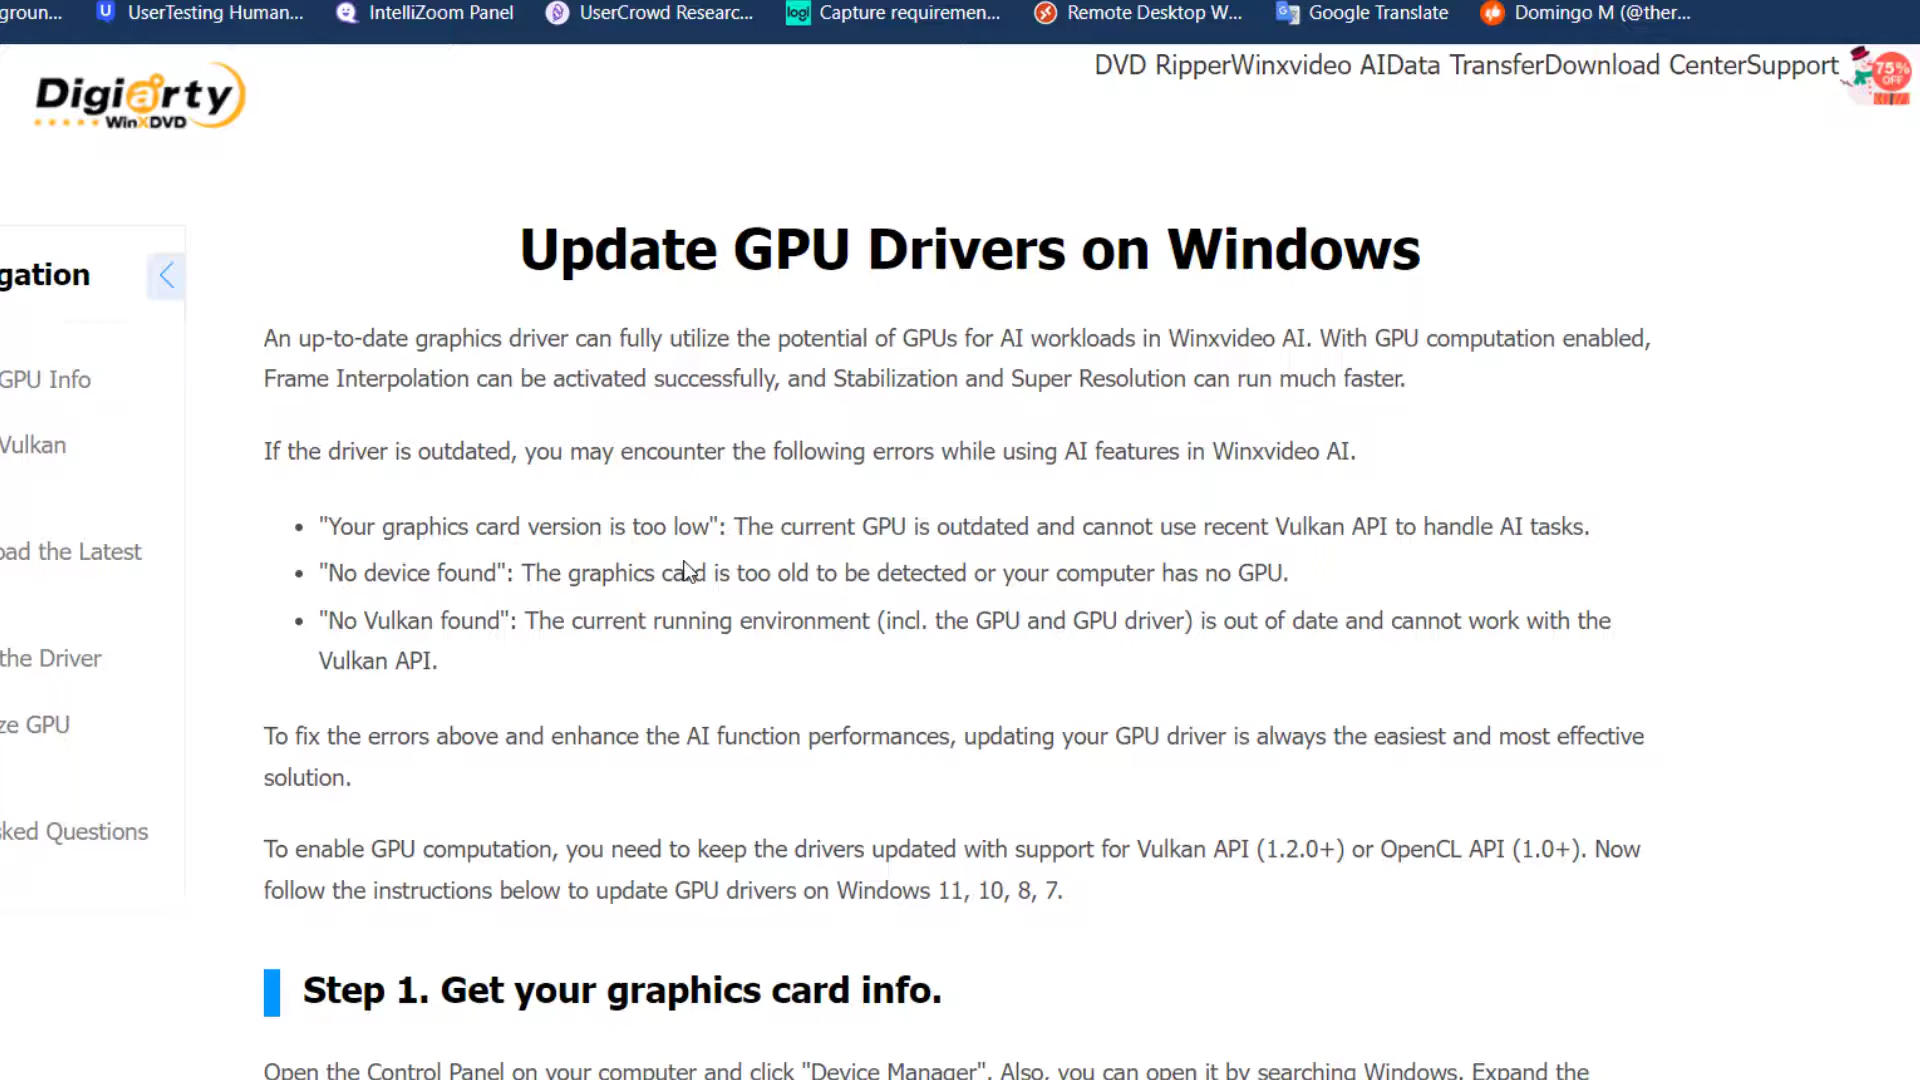 groun...
UserTesting Human...
IntelliZoom Panel
UserCrowd Researc...
logi
Capture requiremen...
Remote Desktop W...
Google Translate
Domingo M (@ther...
Digiarty
WinXDVD
DVD RipperWinxvideo AIData TransferDownload CenterSupport
75%
OFF
gation
GPU Info
Vulkan
oad the Latest
the Driver
ze GPU
sked Questions
Update GPU Drivers on Windows
An up-to-date graphics driver can fully utilize the potential of GPUs for AI workloads in Winxvideo AI. With GPU computation enabled,
Frame Interpolation can be activated successfully, and Stabilization and Super Resolution can run much faster.
If the driver is outdated, you may encounter the following errors while using AI features in Winxvideo AI.
• "Your graphics card version is too low": The current GPU is outdated and cannot use recent Vulkan API to handle AI tasks.
• "No device found": The graphics card is too old to be detected or your computer has no GPU.
• "No Vulkan found": The current running environment (incl. the GPU and GPU driver) is out of date and cannot work with the
Vulkan API.
To fix the errors above and enhance the AI function performances, updating your GPU driver is always the easiest and most effective
solution.
To enable GPU computation, you need to keep the drivers updated with support for Vulkan API (1.2.0+) or OpenCL API (1.0+). Now
follow the instructions below to update GPU drivers on Windows 11, 10, 8, 7.
Step 1. Get your graphics card info.
Open the Control Panel on your computer and click "Device Manager". Also, you can open it by searching Windows. Expand the